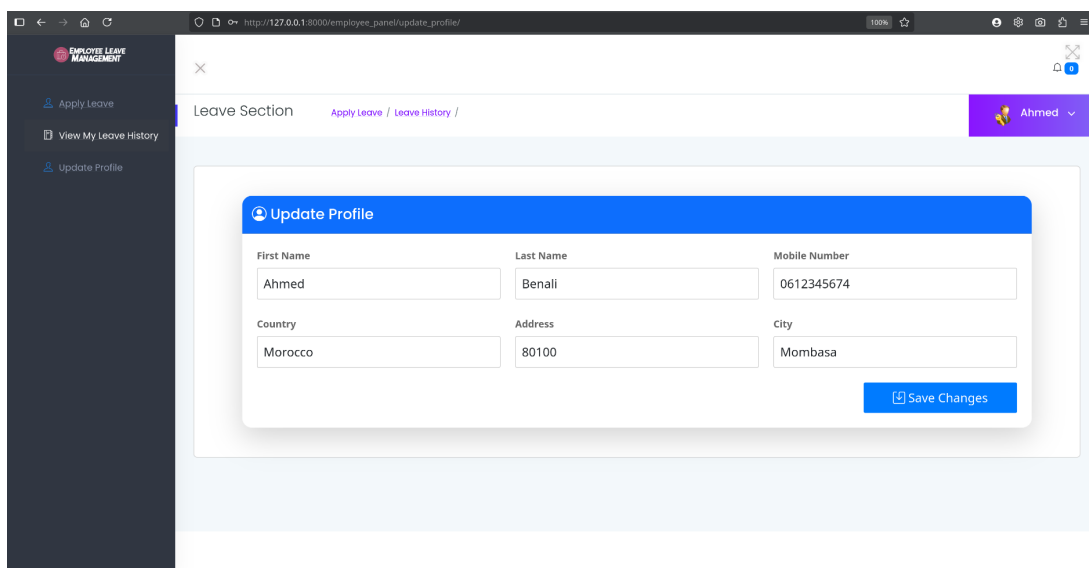 http://127.0.0.1:8000/employee_panel/update_profile/
100%
EMPLOYEE LEAVE
MANAGEMENT
0
Apply Leave
View My Leave History
Update Profile
Leave Section
Apply Leave / Leave History /
Ahmed
Update Profile
First Name
Last Name
Mobile Number
Ahmed
Benali
0612345674
Country
Address
City
Morocco
80100
Mombasa
Save Changes